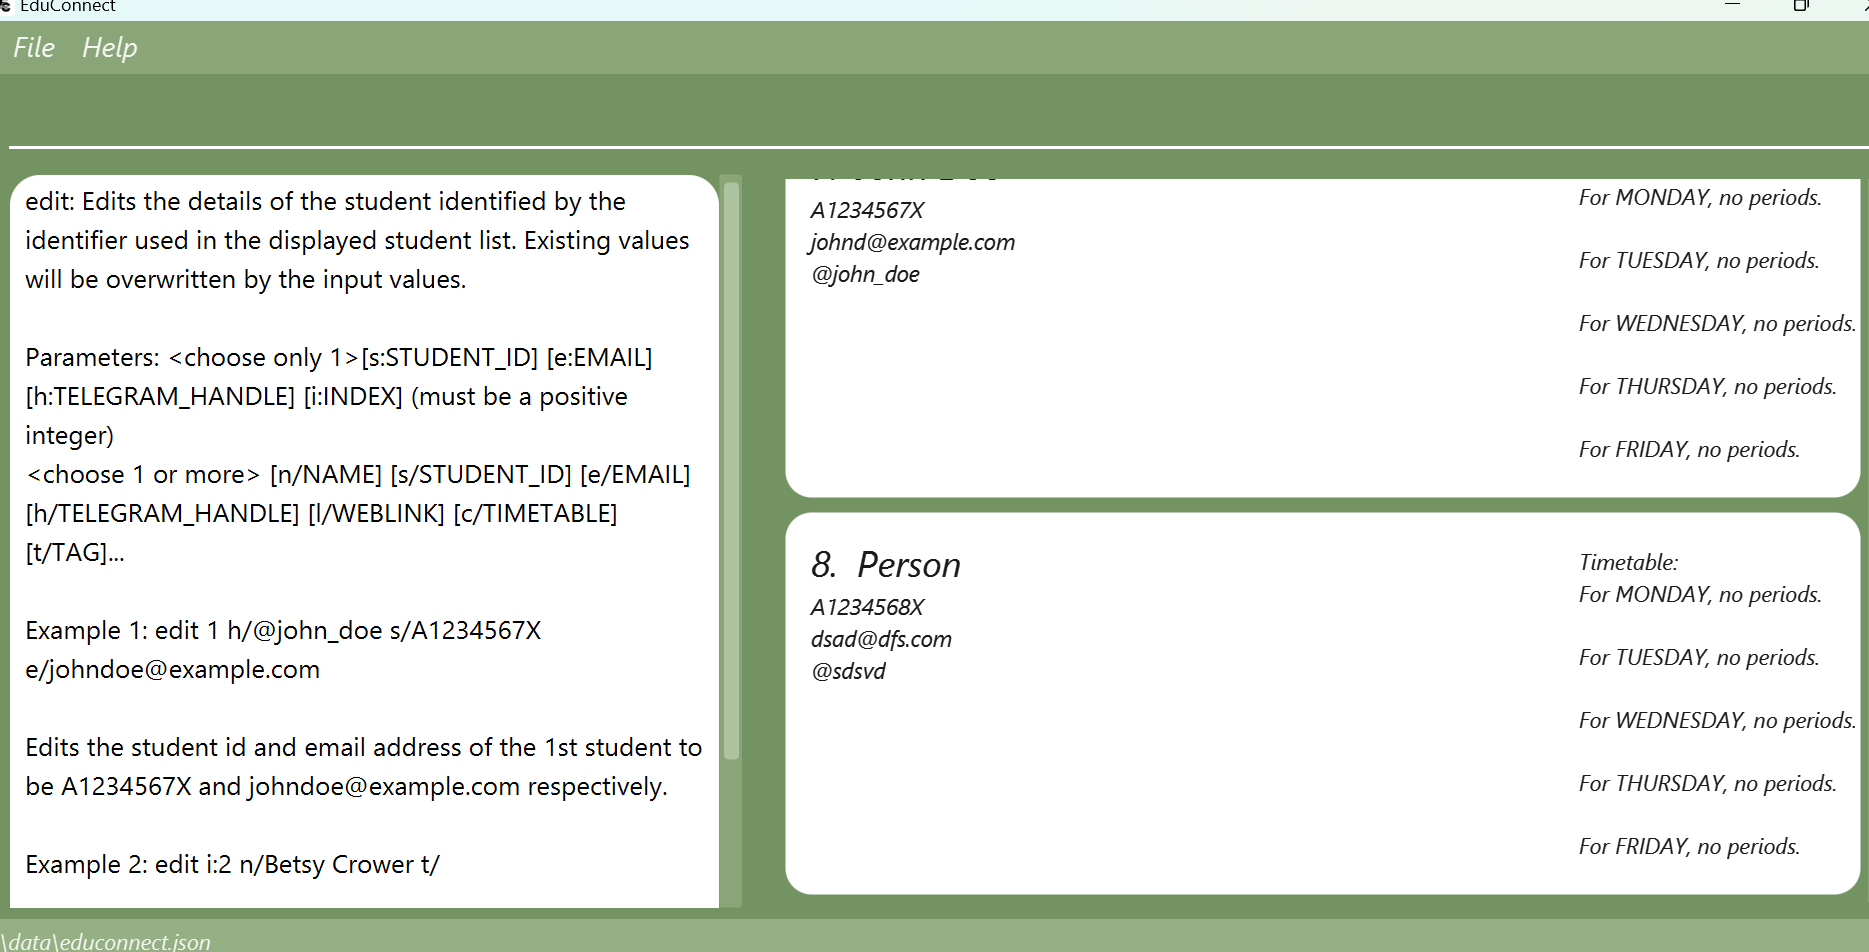 EduConnect
File Help
edit: Edits the details of the student identified by the
identifier used in the displayed student list. Existing values
will be overwritten by the input values.
Parameters: <choose only 1>[s:STUDENT_ID] [e:EMAIL]
[h:TELEGRAM_HANDLE] [i:INDEX] (must be a positive
integer)
<choose 1 or more> [n/NAME] [s/STUDENT_ID] [e/EMAIL]
[h/TELEGRAM_HANDLE] [l/WEBLINK] [c/TIMETABLE]
[t/TAG]...
Example 1: edit 1 h/@john_doe s/A1234567X
e/johndoe@example.com
Edits the student id and email address of the 1st student to
be A1234567X and johndoe@example.com respectively.
Example 2: edit i:2 n/Betsy Crower t/
A1234567X
johnd@example.com
@john_doe
For MONDAY, no periods.
For TUESDAY, no periods.
For WEDNESDAY, no periods.
For THURSDAY, no periods.
For FRIDAY, no periods.
8. Person
A1234568X
dsad@dfs.com
@sdsvd
Timetable:
For MONDAY, no periods.
For TUESDAY, no periods.
For WEDNESDAY, no periods.
For THURSDAY, no periods.
For FRIDAY, no periods.
\data\educonnect.json